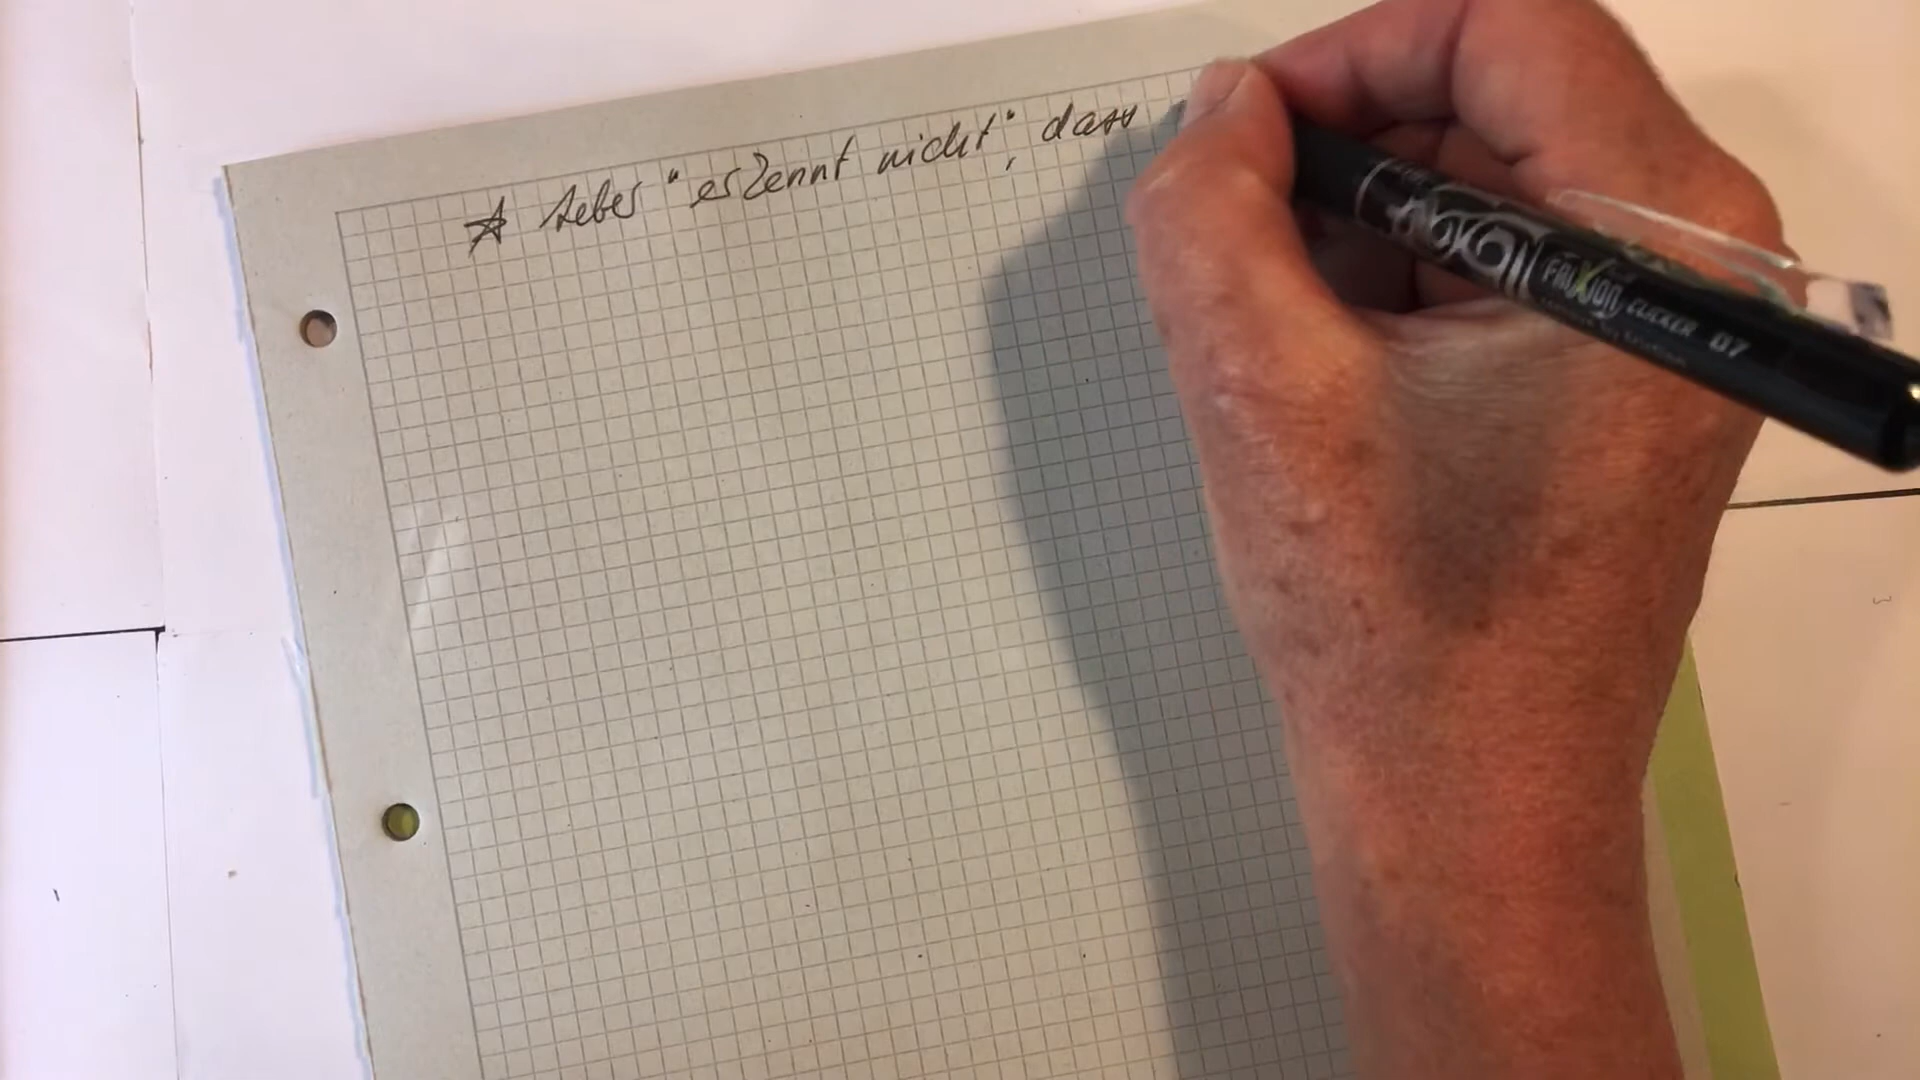 ☆ Leber "erkennt nicht", dass
FRIXION CLICKER 07